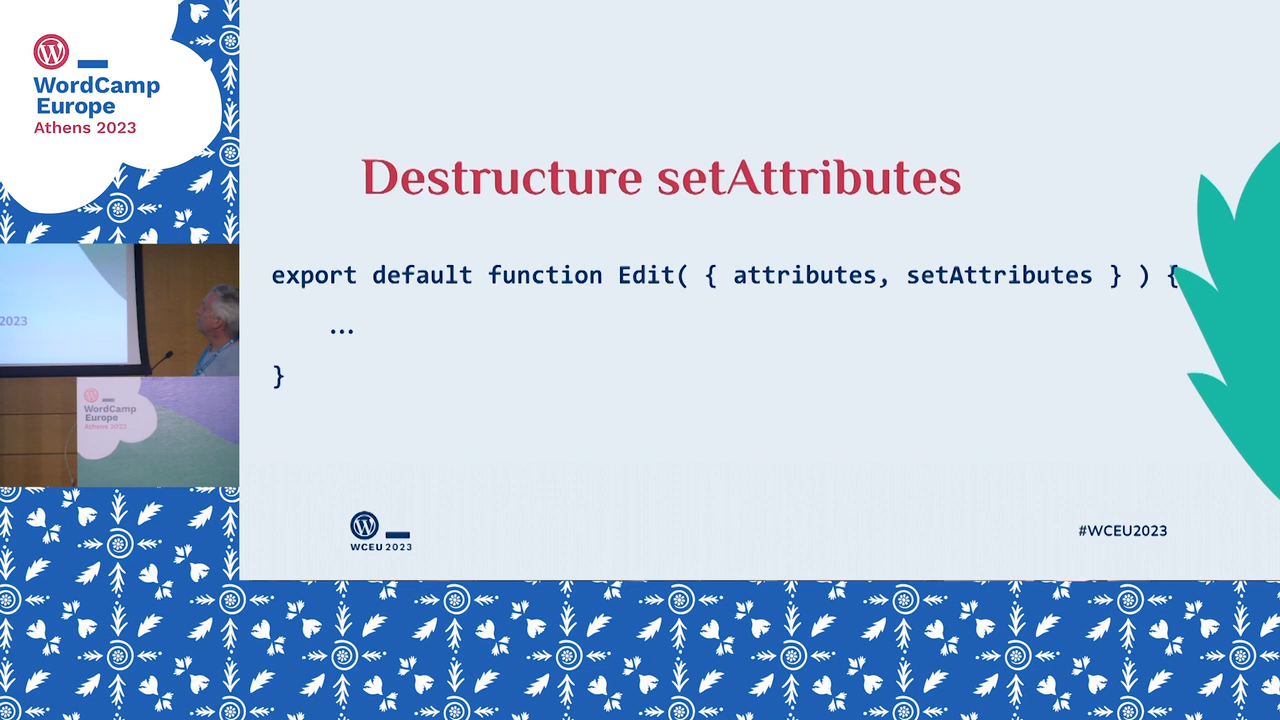 WordCamp
Europe
Athens 2023
2023
WordCamp
Europe
Athens 2023
Destructure setAttributes
export default function Edit( { attributes, setAttributes } ) {
...
}
WCEU 2023
#WCEU2023